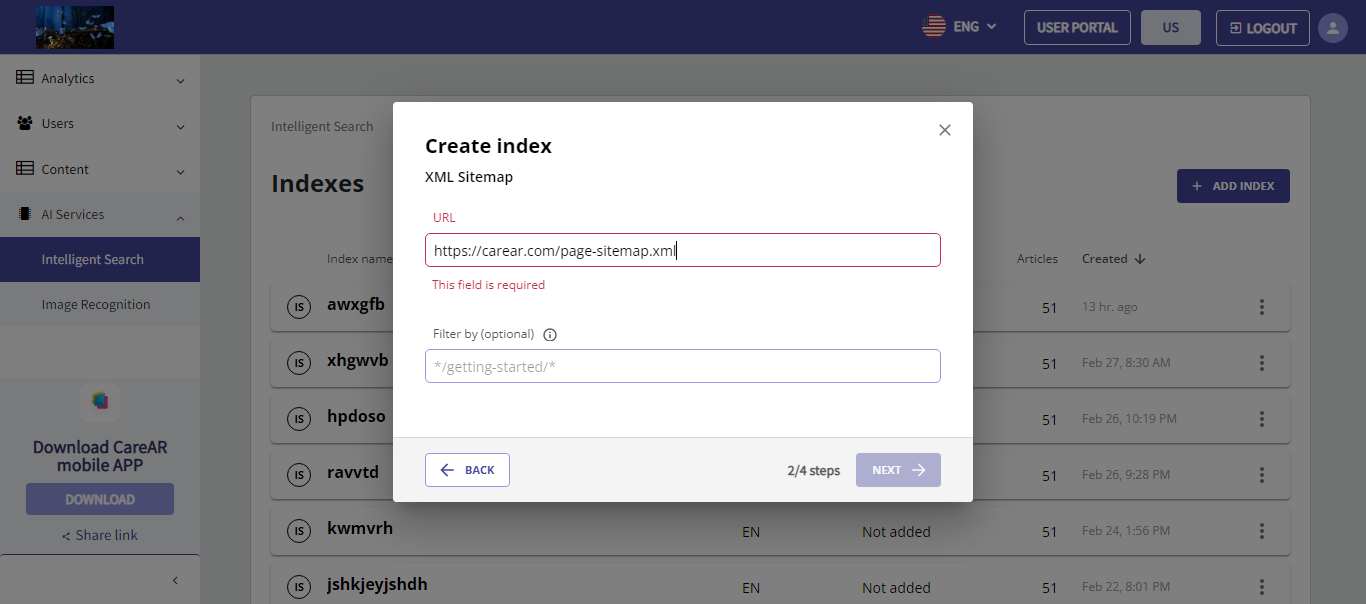 ENG
USER PORTAL
US
LOGOUT
Analytics
Users
Content
AI Services
Intelligent Search
Image Recognition
Download CareAR
mobile APP
DOWNLOAD
Share link
Intelligent Search
Indexes
ADD INDEX
Index name
Articles
Created
IS awxgfb 51 13 hr. ago
IS xhgwvb 51 Feb 27, 8:30 AM
IS hpdoso 51 Feb 26, 10:19 PM
IS ravvtd 51 Feb 26, 9:28 PM
IS kwmvrh EN Not added 51 Feb 24, 1:56 PM
IS jshkjeyjshdh EN Not added 51 Feb 22, 8:01 PM
Create index
XML Sitemap
URL
https://carear.com/page-sitemap.xml
This field is required
Filter by (optional)
*/getting-started/*
BACK
2/4 steps
NEXT